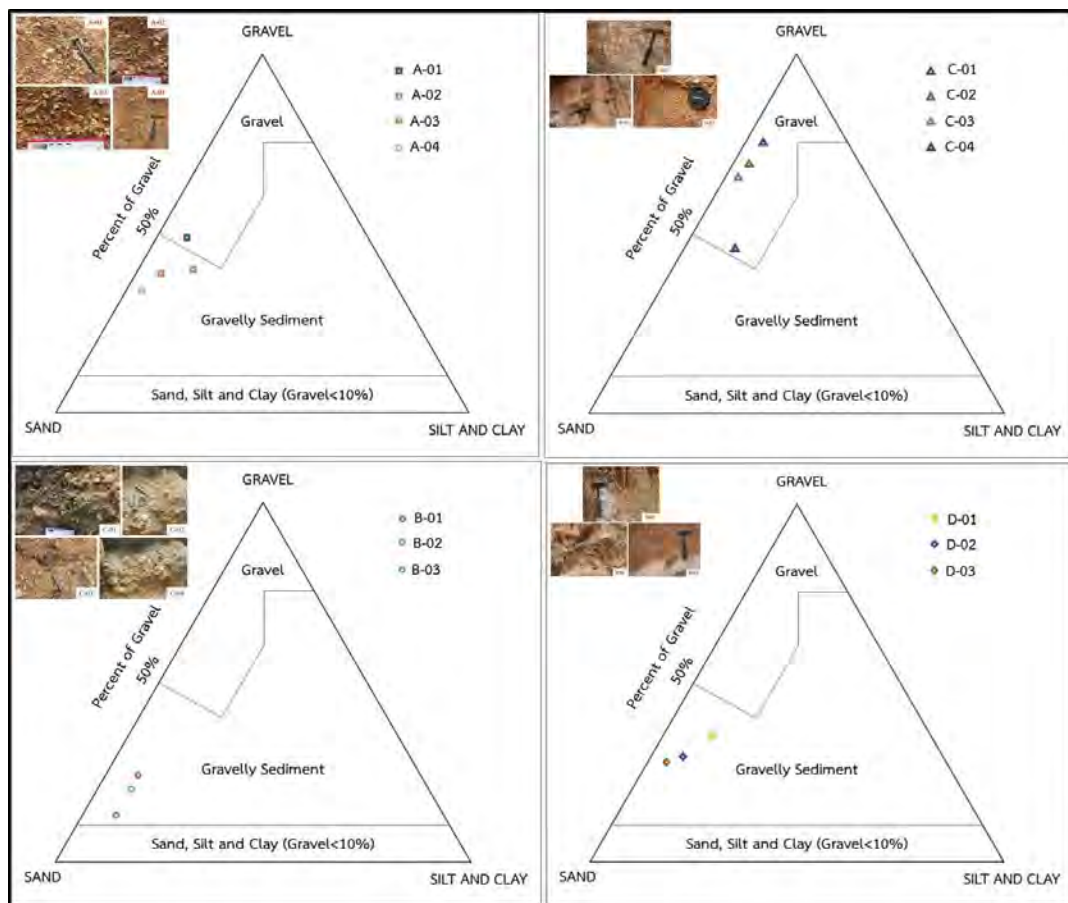 GRAVEL
A-01
A-02
A-03
A-04
Gravel
Percent of Gravel
50%
Gravelly Sediment
Sand, Silt and Clay (Gravel<10%)
SAND
SILT AND CLAY
GRAVEL
C-01
C-02
C-03
C-04
Gravel
Percent of Gravel
50%
Gravelly Sediment
Sand, Silt and Clay (Gravel<10%)
SAND
SILT AND CLAY
GRAVEL
B-01
B-02
B-03
Gravel
Percent of Gravel
50%
Gravelly Sediment
Sand, Silt and Clay (Gravel<10%)
SAND
SILT AND CLAY
GRAVEL
D-01
D-02
D-03
Gravel
Percent of Gravel
50%
Gravelly Sediment
Sand, Silt and Clay (Gravel<10%)
SAND
SILT AND CLAY